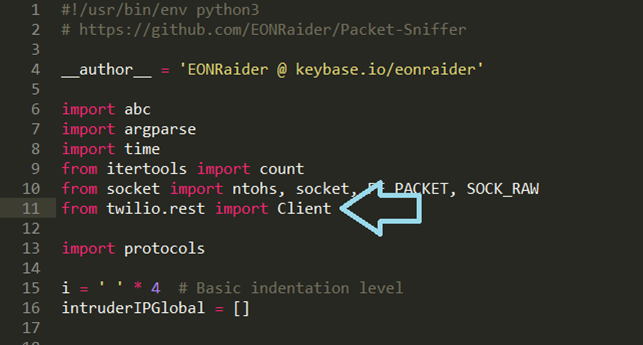 1 #!/usr/bin/env python3
2 # https://github.com/EONRaider/Packet-Sniffer
3
4 __author__ = 'EONRaider @ keybase.io/eonraider'
5
6 import abc
7 import argparse
8 import time
9 from itertools import count
10 from socket import ntohs, socket, PACKET, SOCK_RAW
11 from twilio.rest import Client
12
13 import protocols
14
15 i = ' ' * 4  # Basic indentation level
16 intruderIPGlobal = []
17